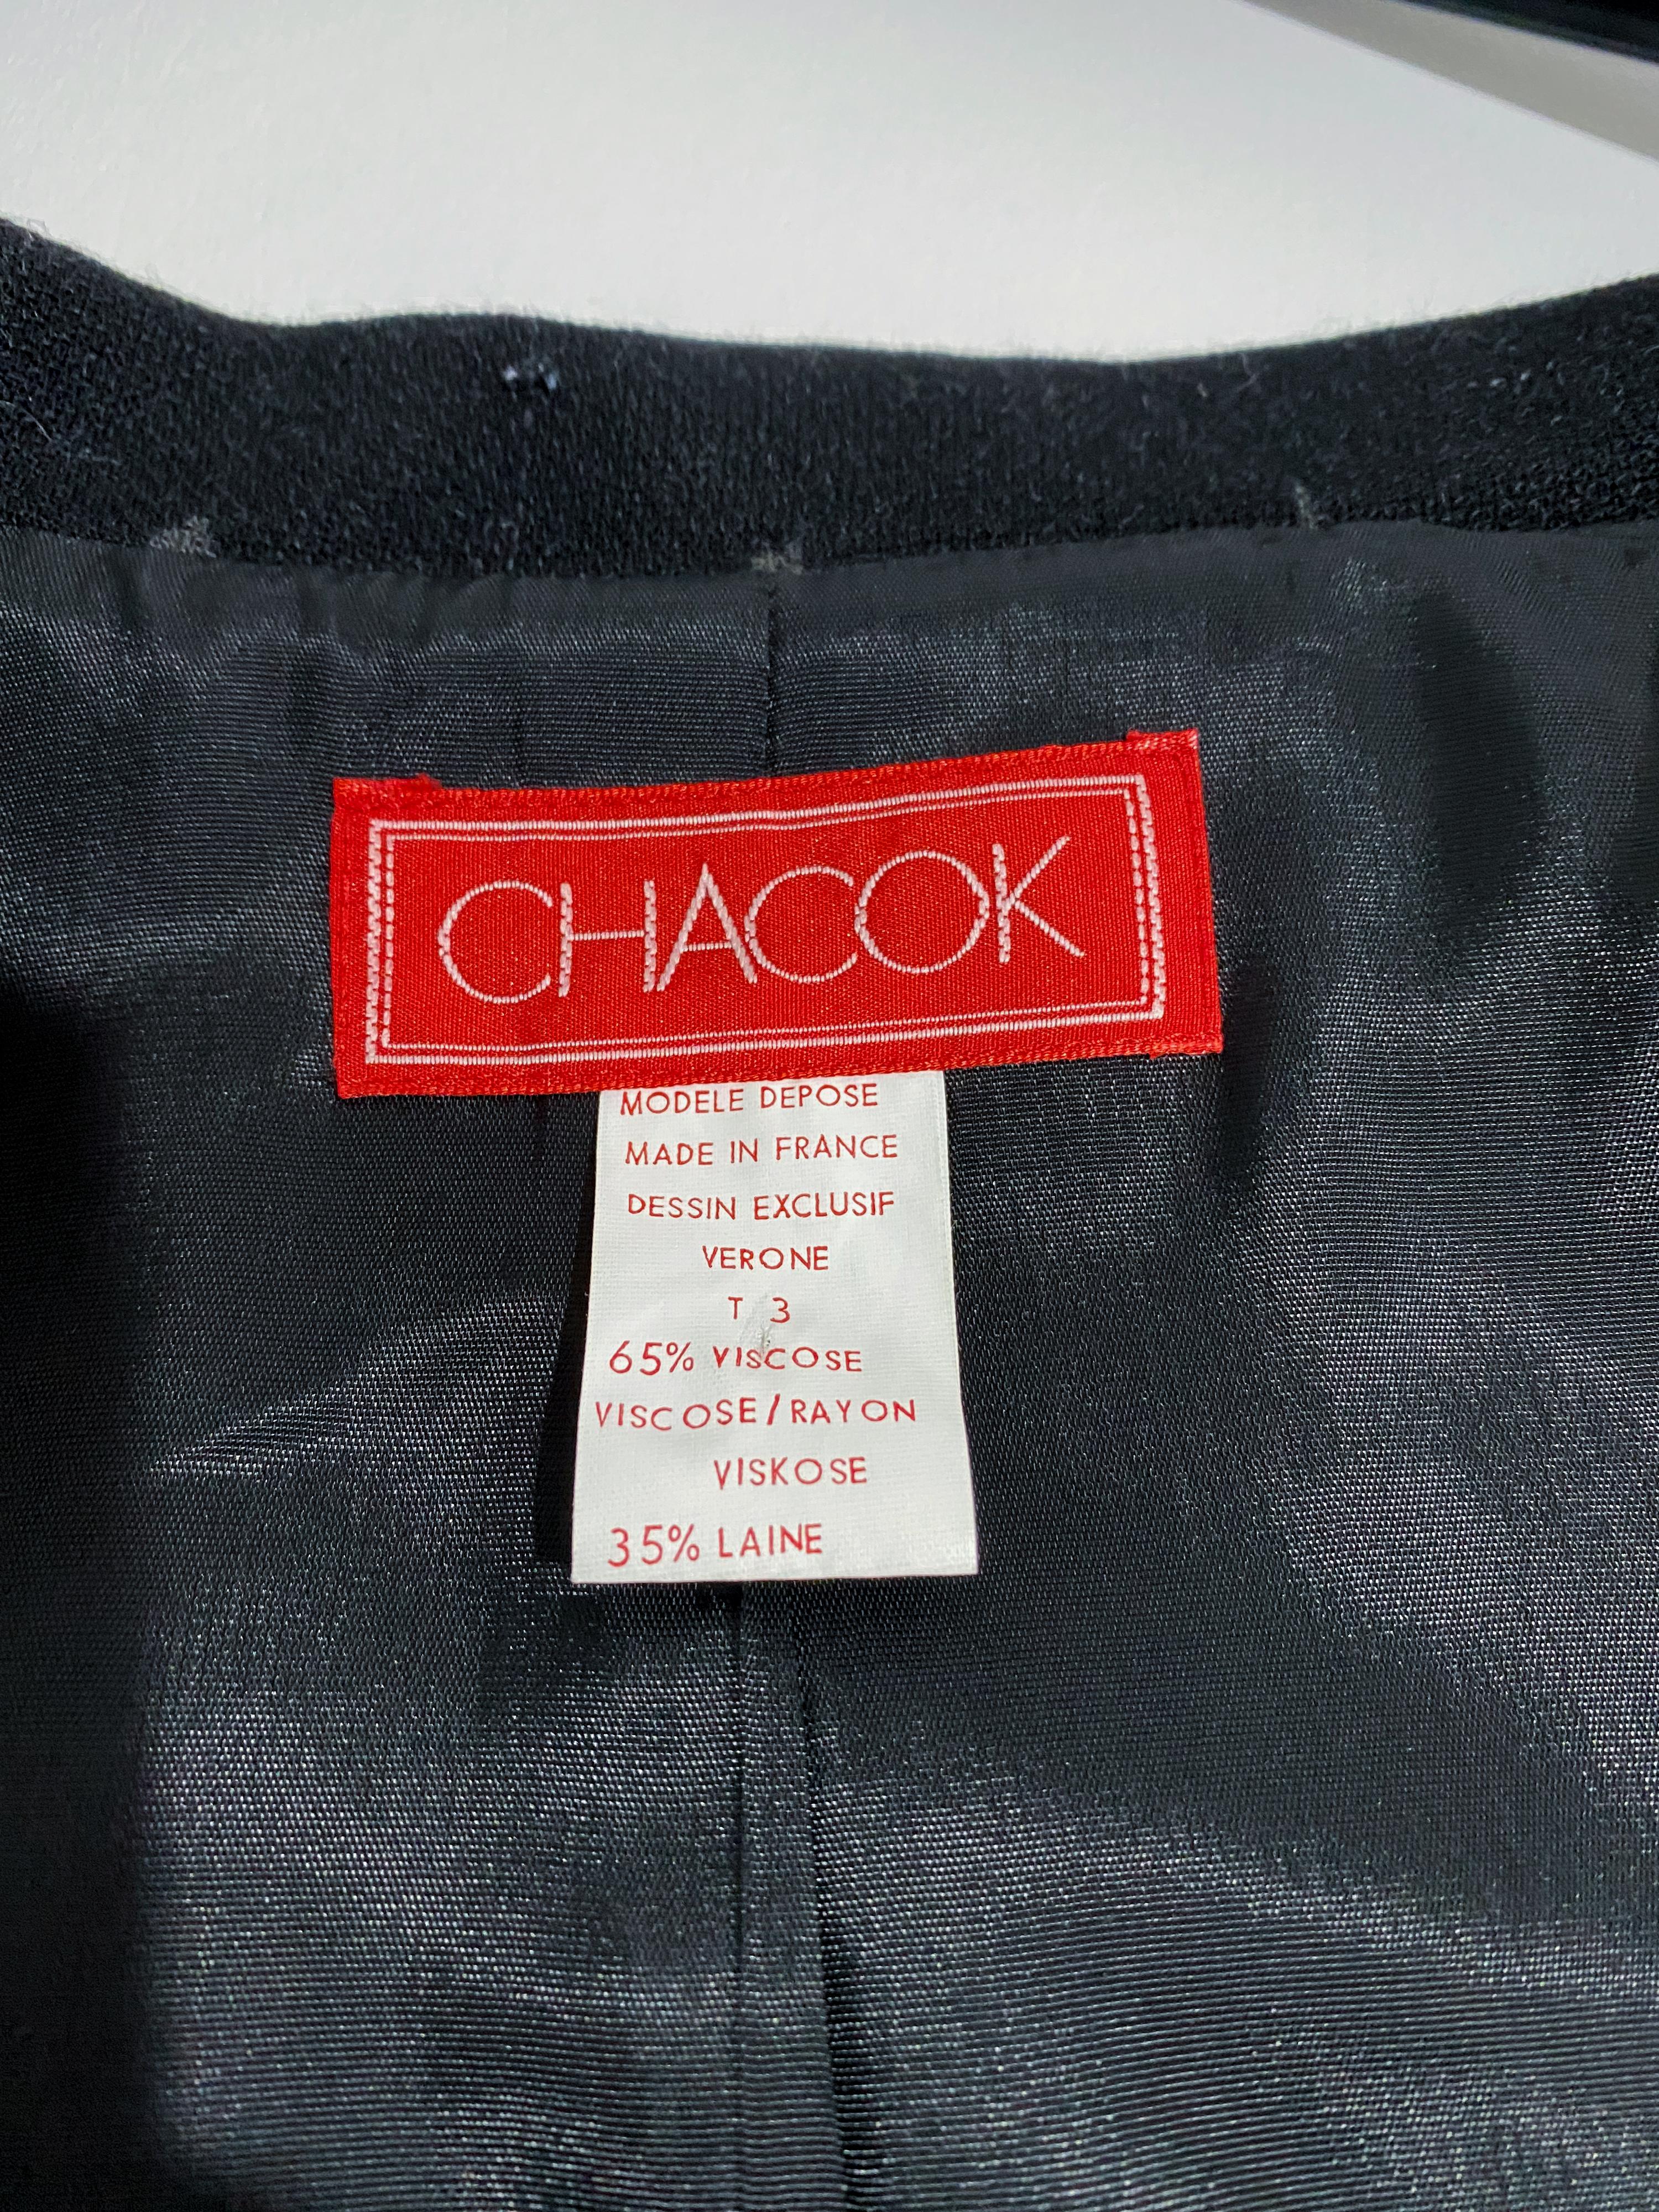 CHACOK
MODELE DEPOSE
MADE IN FRANCE
DESSIN EXCLUSIF
VERONE
T 3
65% VISCOSE
VISCOSE/RAYON
VISKOSE
35% LAINE